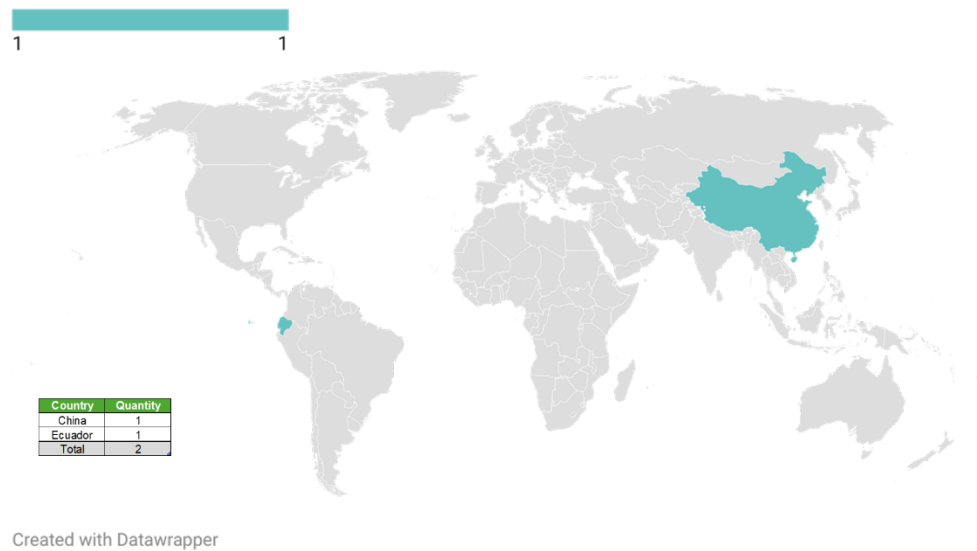 1 1
Country Quantity
China 1
Ecuador 1
Total 2
Created with Datawrapper